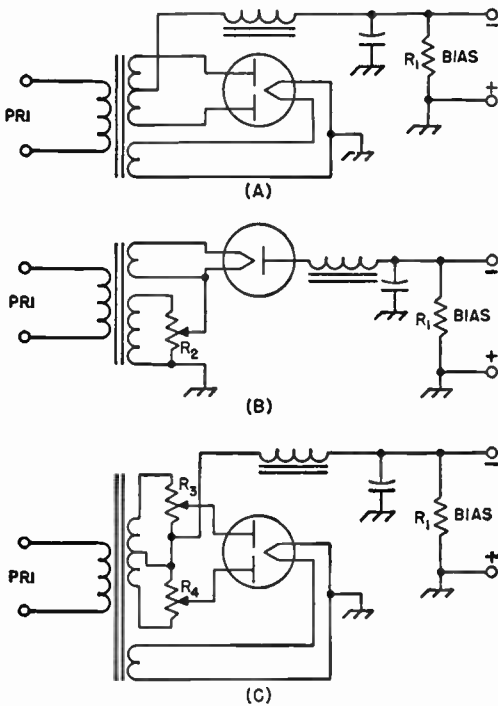 −
PRI
R1
BIAS
+
(A)
−
PRI
R2
R1
BIAS
+
(B)
−
R3
PRI
R4
R1
BIAS
+
(C)